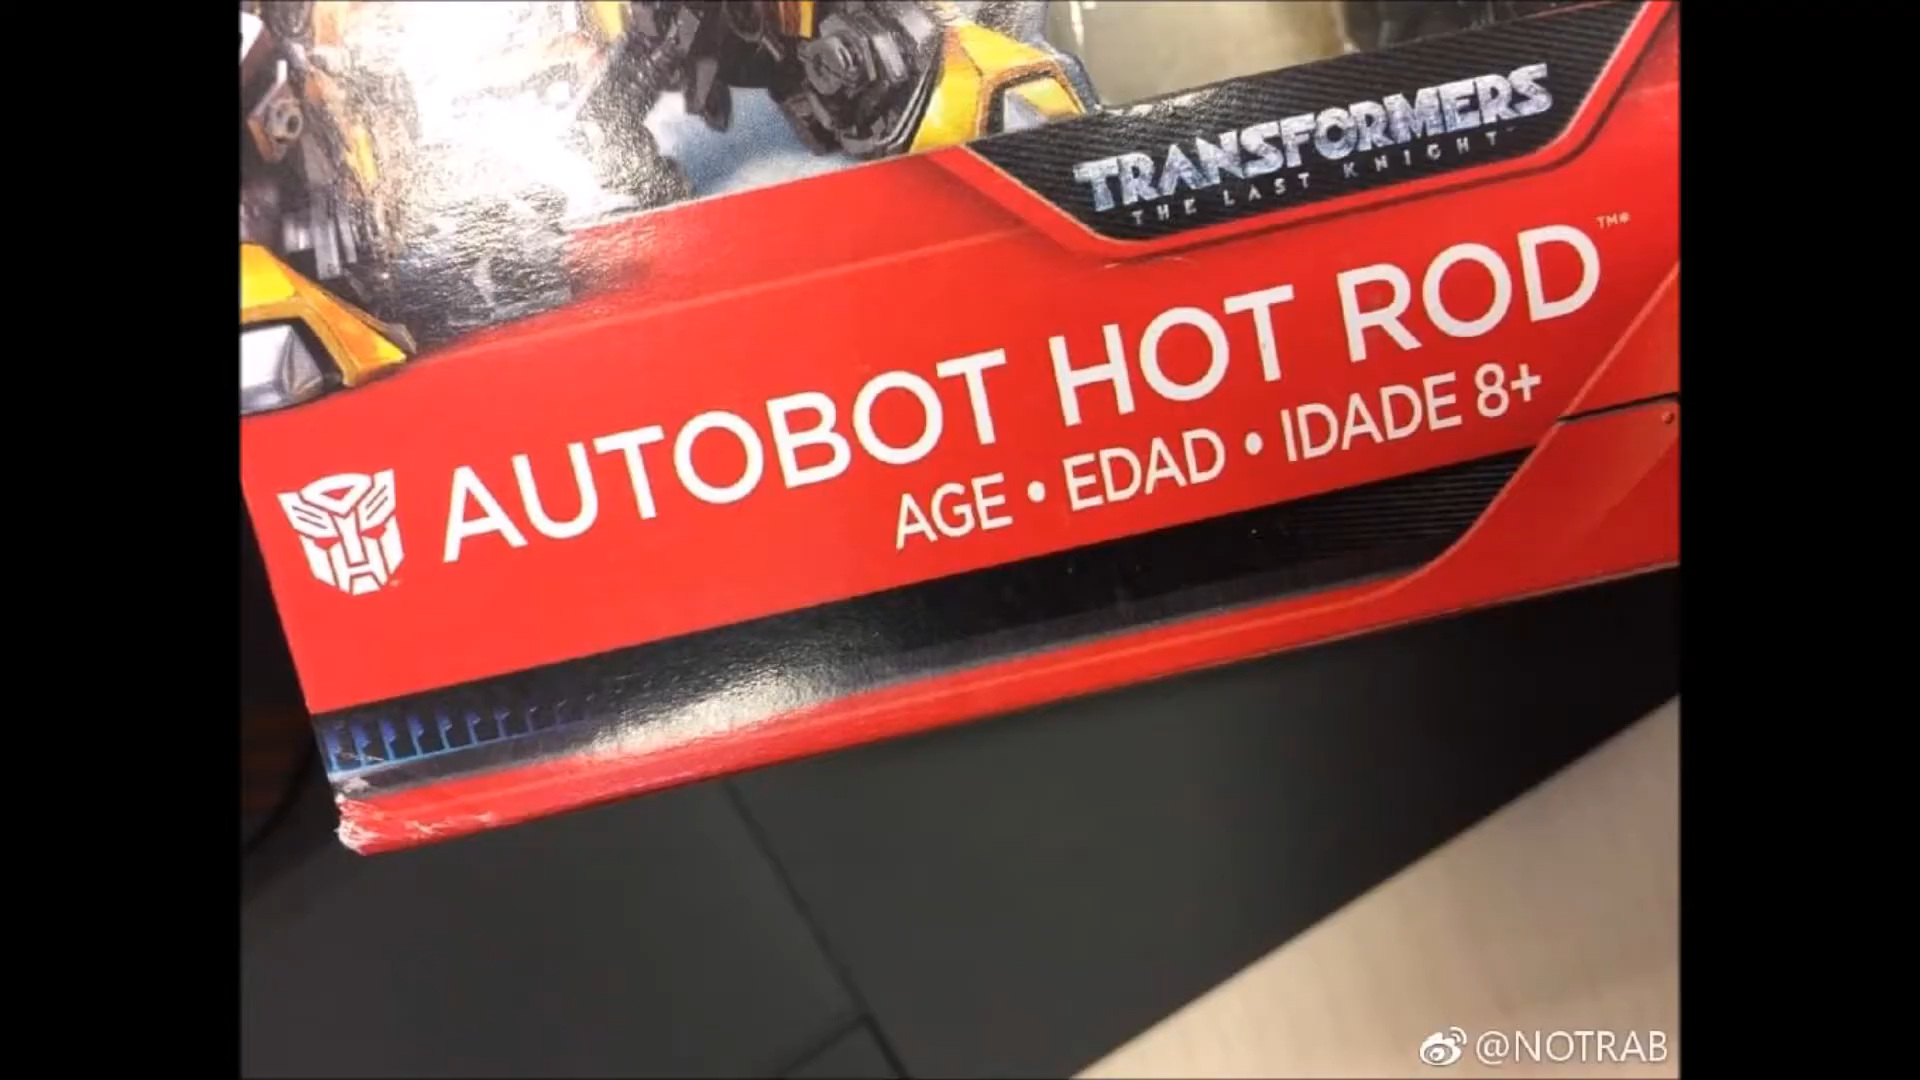 TRANSFORMERS
THE LAST KNIGHT
AUTOBOT HOT ROD™*
AGE • EDAD • IDADE 8+
@NOTRAB